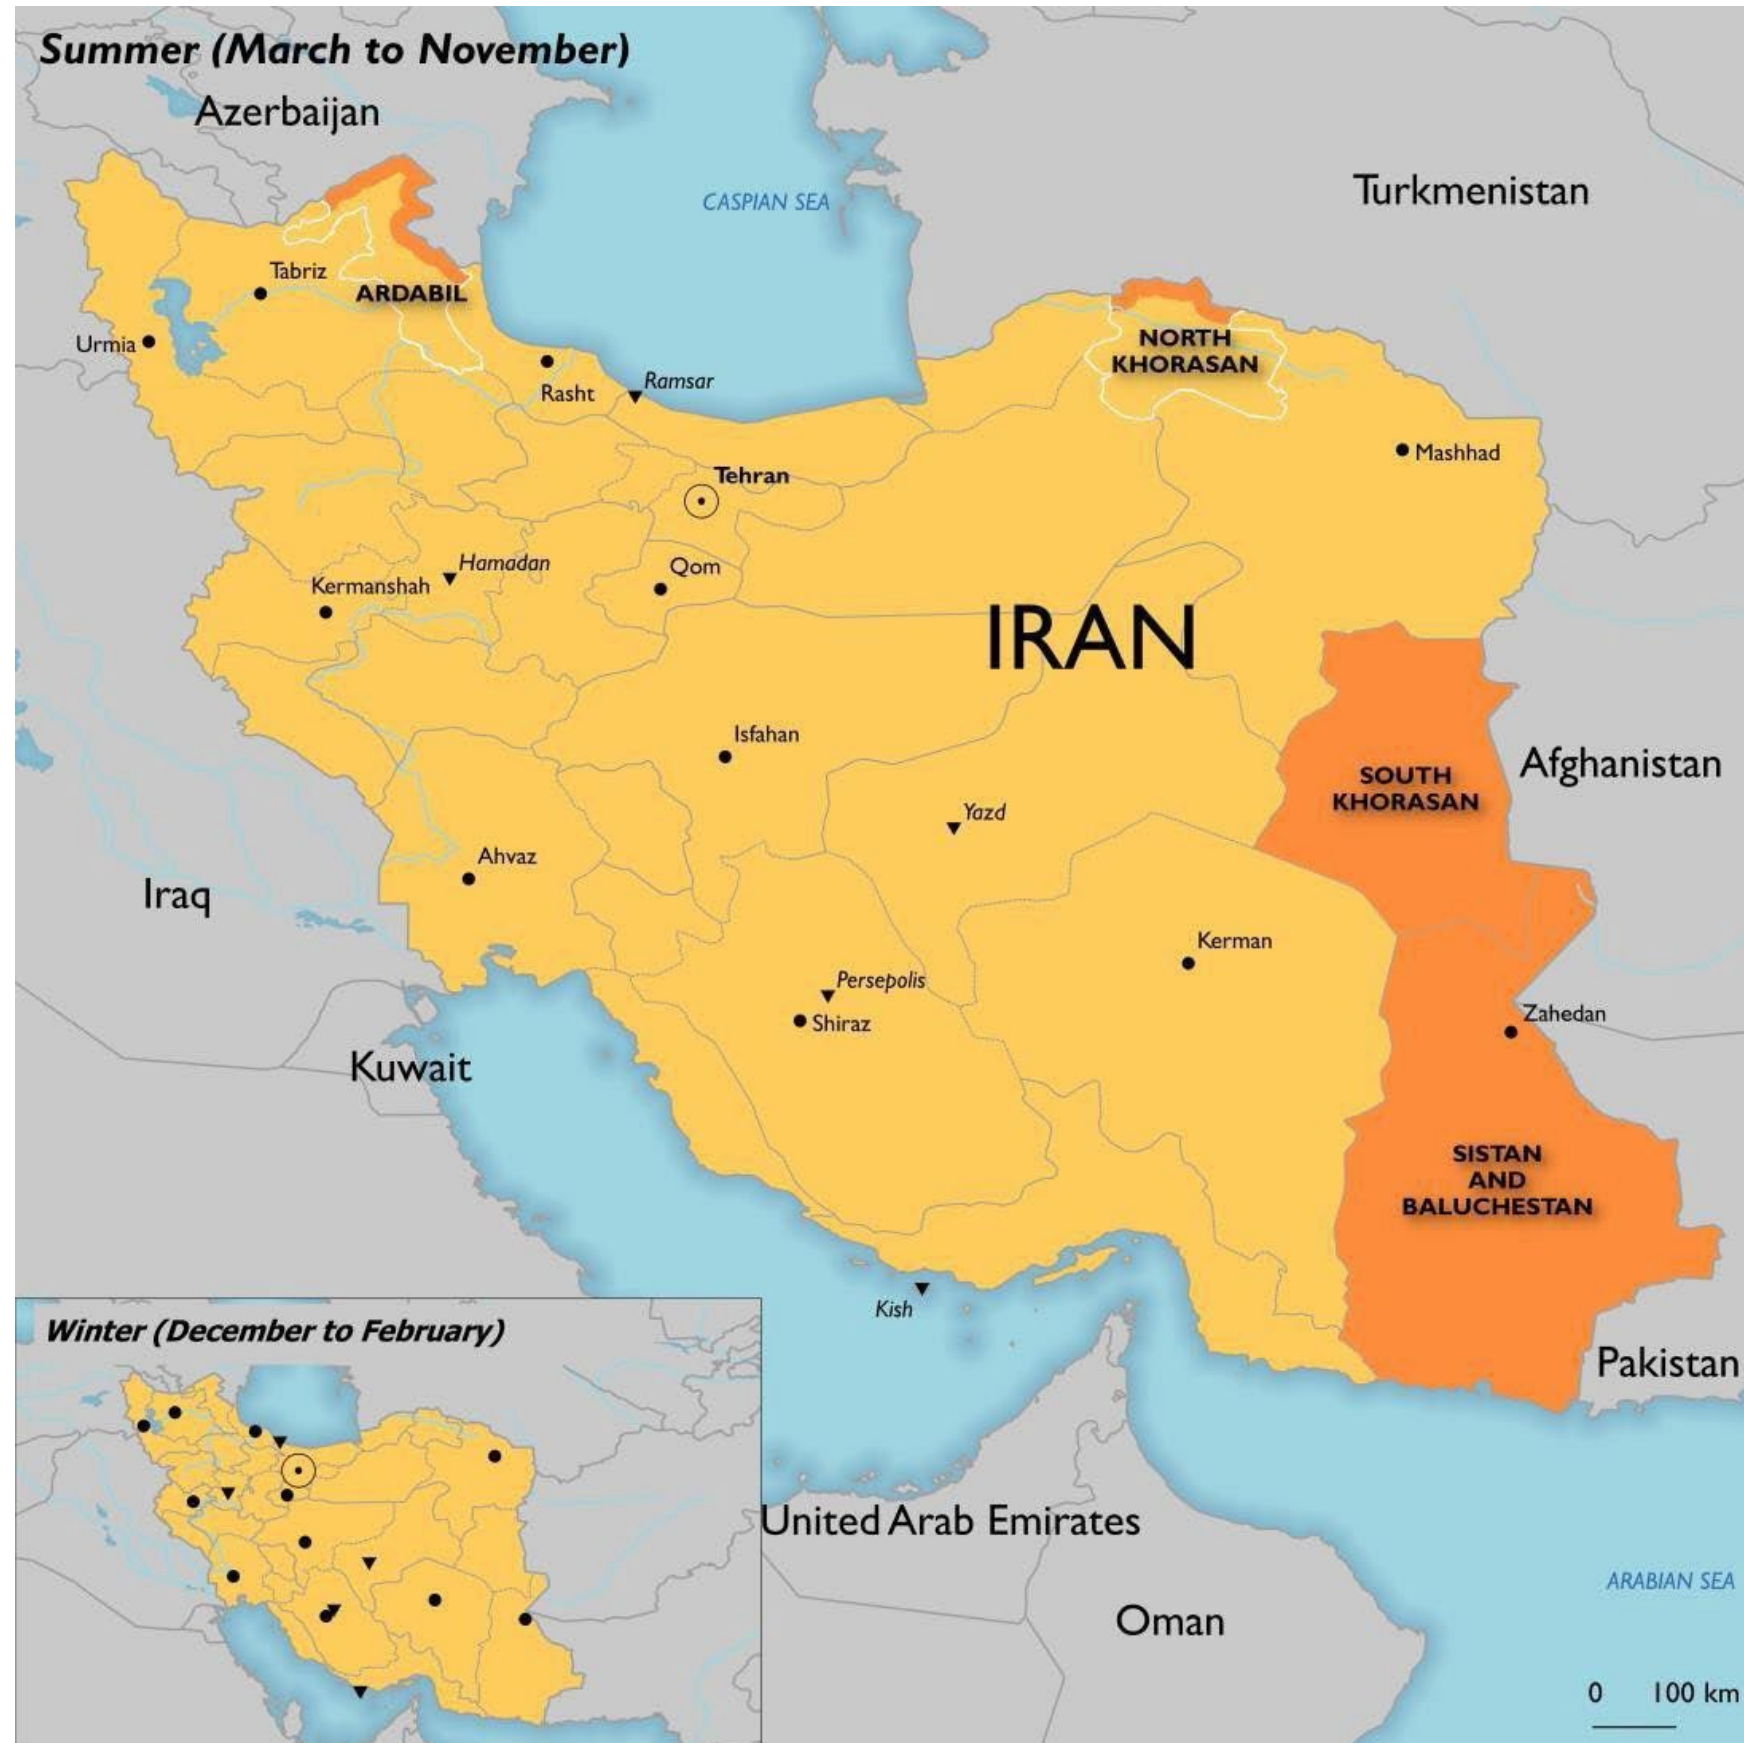 Summer (March to November)
Azerbaijan
CASPIAN SEA
Turkmenistan
Tabriz
ARDABIL
Urmia
Rasht
Ramsar
NORTH
KHORASAN
Mashhad
Tehran
Hamadan
Kermanshah
Qom
IRAN
Isfahan
SOUTH
KHORASAN
Afghanistan
Yazd
Ahvaz
Iraq
Kerman
Persepolis
Shiraz
Zahedan
Kuwait
SISTAN
AND
BALUCHESTAN
Kish
Pakistan
Winter (December to February)
United Arab Emirates
ARABIAN SEA
Oman
0 100 km